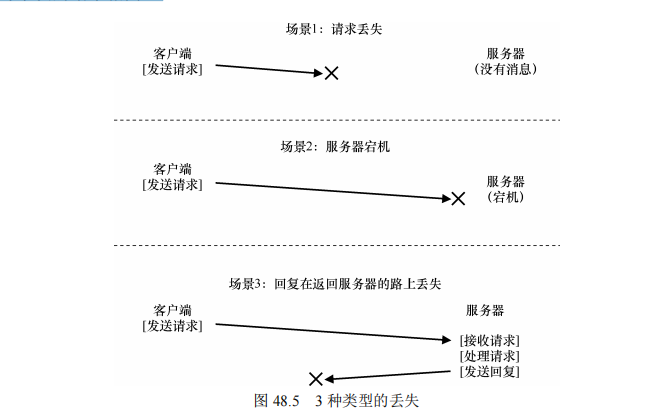 场景1：请求丢失
客户端
[发送请求]
服务器
（没有消息）
场景2：服务器宕机
客户端
[发送请求]
服务器
（宕机）
场景3：回复在返回服务器的路上丢失
客户端
[发送请求]
服务器
[接收请求]
[处理请求]
[发送回复]
图 48.5 3 种类型的丢失